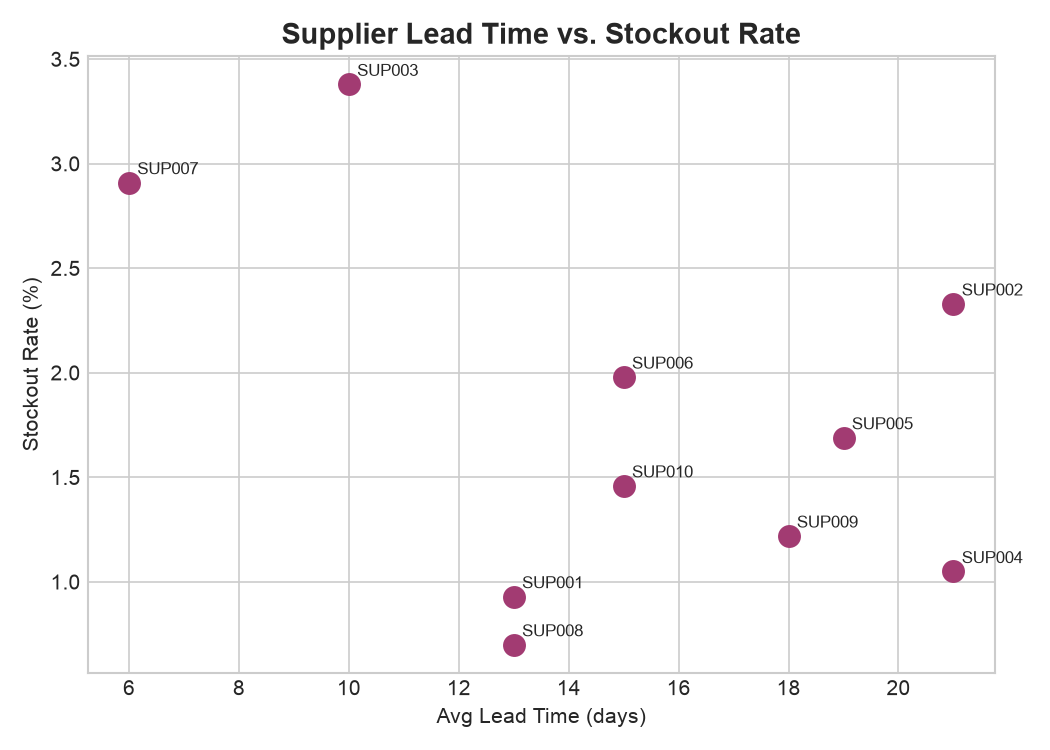 Supplier Lead Time vs. Stockout Rate
3.5
3.0
2.5
2.0
1.5
1.0
Stockout Rate (%)
SUP003
SUP007
SUP002
SUP006
SUP005
SUP010
SUP009
SUP004
SUP001
SUP008
6 8 10 12 14 16 18 20
Avg Lead Time (days)